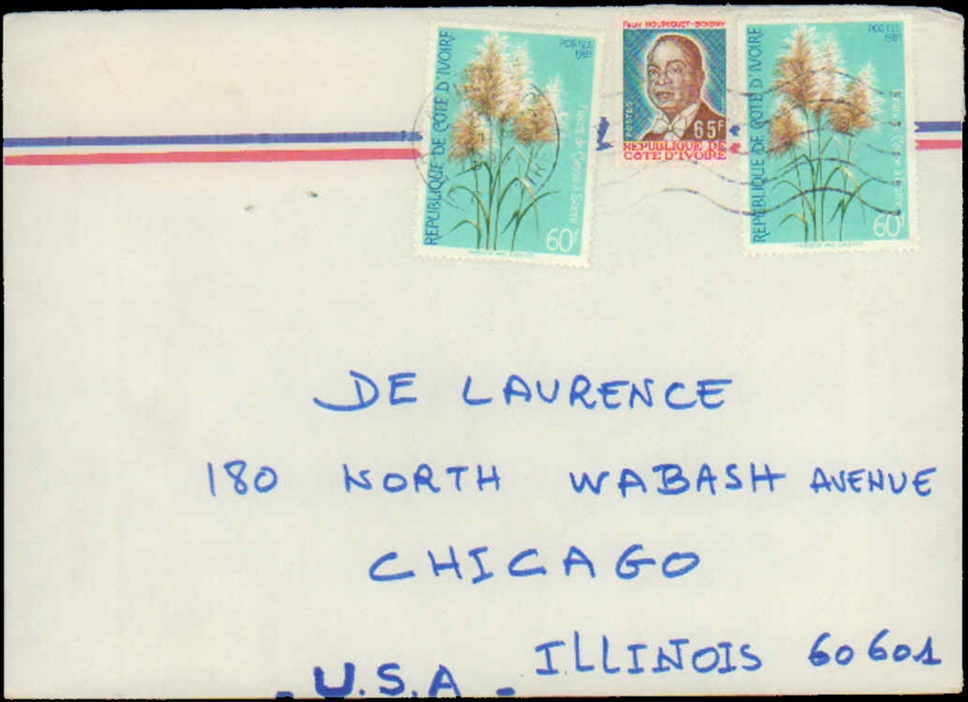 REPUBLIQUE DE COTE D'IVOIRE
POSTES 1981
60F
FELIX HOUPHOUET-BOIGNY
POSTES
65F
REPUBLIQUE DE
COTE D'IVOIRE
REPUBLIQUE DE COTE D'IVOIRE
POSTES 1981
60F
DE LAURENCE
180 NORTH WABASH AVENUE
CHICAGO
ILLINOIS 60601
- U.S.A -